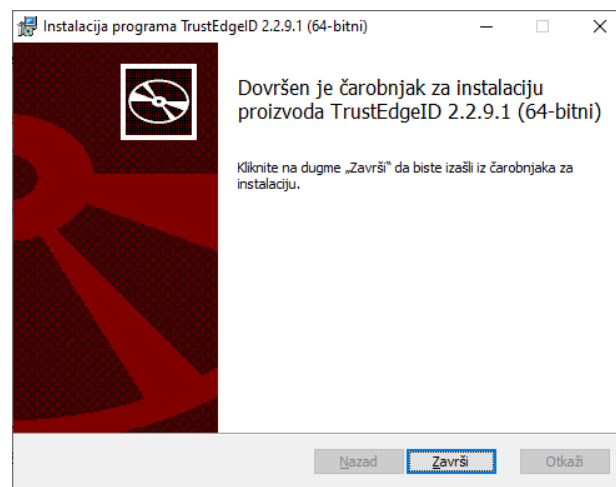 Instalacija programa TrustEdgeID 2.2.9.1 (64-bitni)
Dovršen je čarobnjak za instalaciju
proizvoda TrustEdgeID 2.2.9.1 (64-bitni)
Kliknite na dugme „Završi“ da biste izašli iz čarobnjaka za
instalaciju.
Nazad Završi Otkaži